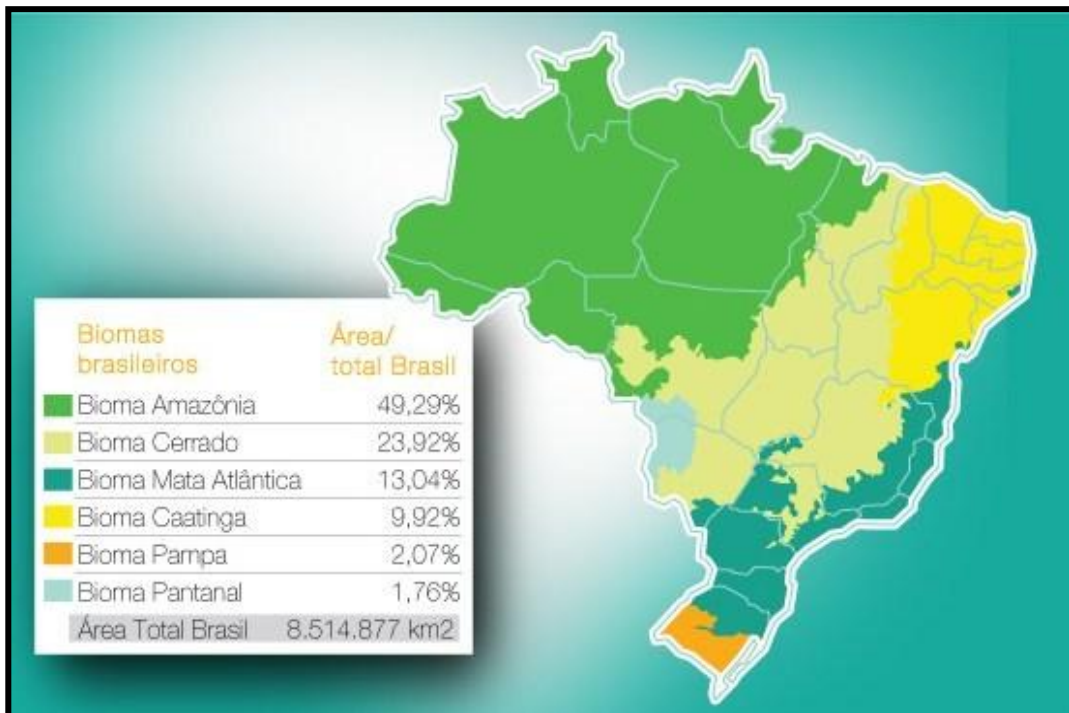 Biomas brasileiros
Área/ total Brasil
Bioma Amazônia 49,29%
Bioma Cerrado 23,92%
Bioma Mata Atlântica 13,04%
Bioma Caatinga 9,92%
Bioma Pampa 2,07%
Bioma Pantanal 1,76%
Área Total Brasil 8.514.877 km2